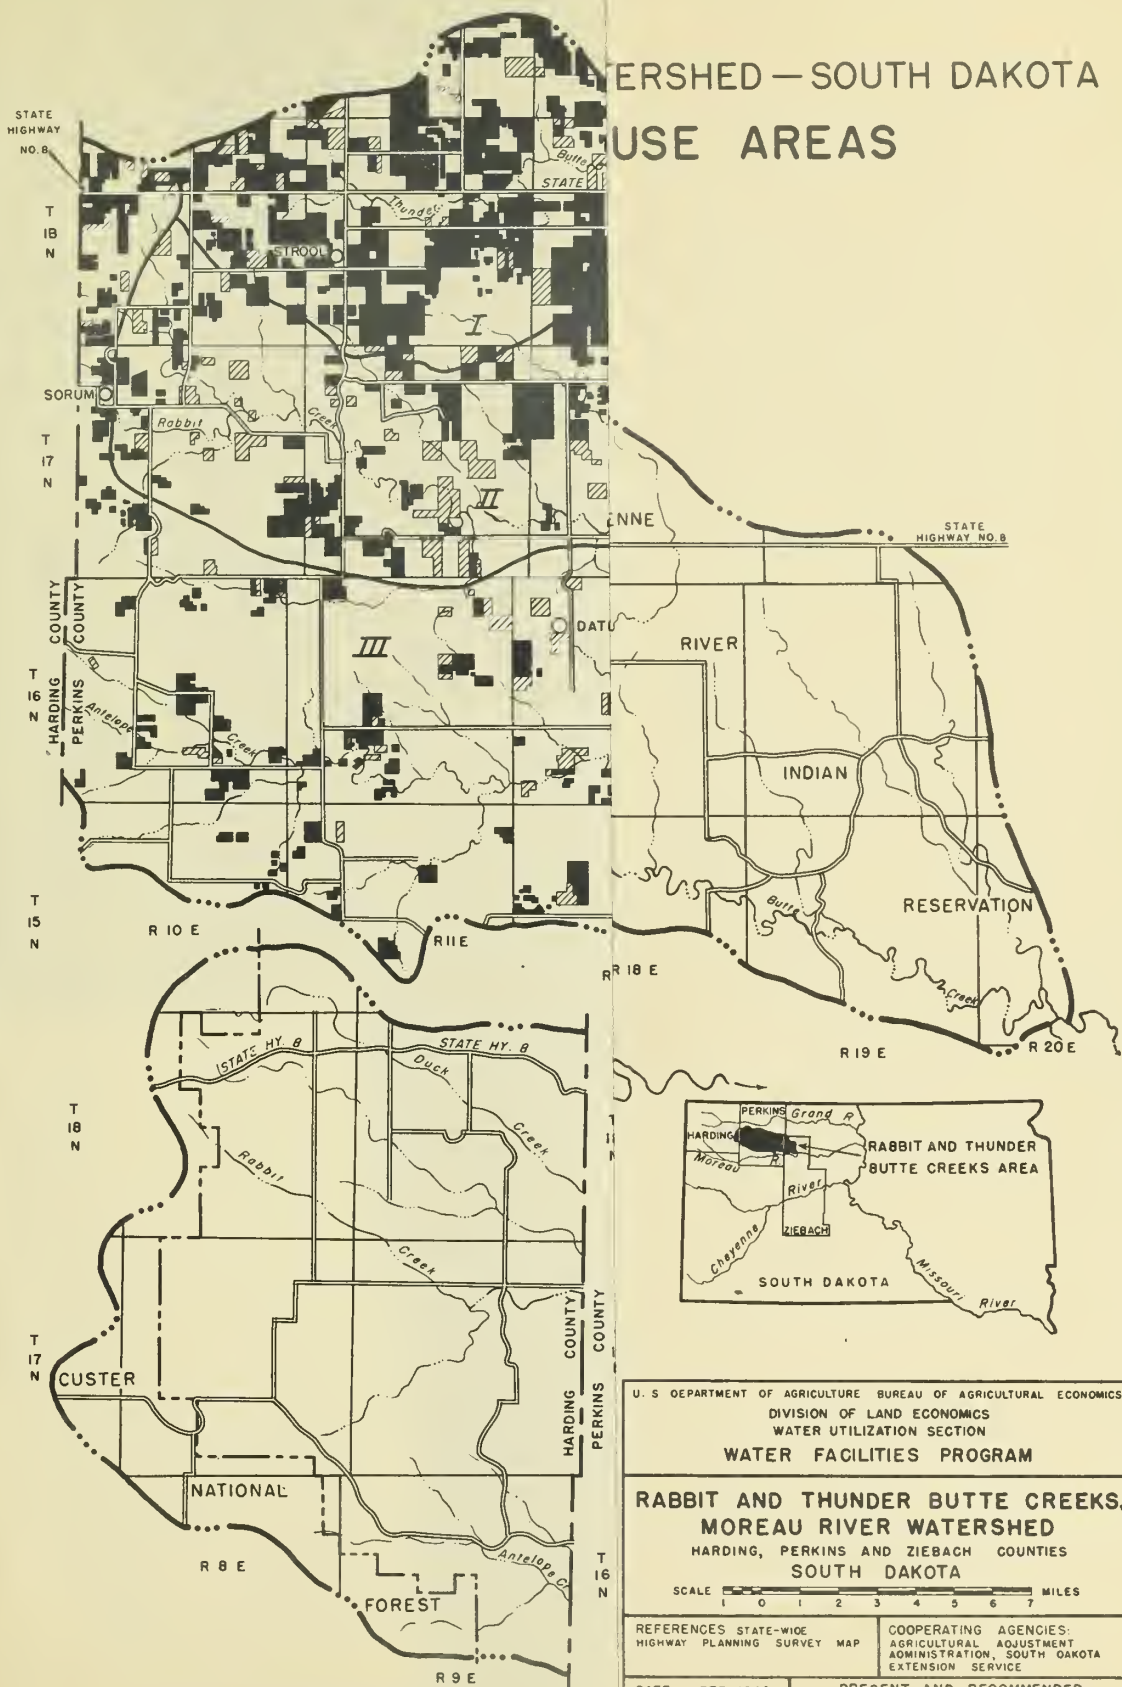 ERSHED — SOUTH DAKOTA
USE AREAS
STATE
HIGHWAY
NO. 8
T
18
N
Butte
STATE
Thunder
STROOL
I
SORUM
Rabbit
Creek
T
17
N
II
ENNE
STATE
HIGHWAY NO. 8
HARDING COUNTY
PERKINS COUNTY
III
DATU
RIVER
T
16
N
Antelope
Creek
INDIAN
T
15
N
RESERVATION
Butte
Creek
R 10 E
R 11 E
R 18 E
R 19 E
R 20 E
STATE HY. 8
STATE HY. 8
Duck
Creek
T
18
N
Rabbit
Creek
PERKINS
Grand R.
HARDING
Moreau
R.
RABBIT AND THUNDER
BUTTE CREEKS AREA
River
ZIEBACH
Cheyenne
SOUTH DAKOTA
Missouri
River
T
17
N
CUSTER
HARDING COUNTY
PERKINS COUNTY
NATIONAL
R 8 E
Antelope Cr.
T
16
N
FOREST
R 9 E
U. S DEPARTMENT OF AGRICULTURE BUREAU OF AGRICULTURAL ECONOMICS
DIVISION OF LAND ECONOMICS
WATER UTILIZATION SECTION
WATER FACILITIES PROGRAM
RABBIT AND THUNDER BUTTE CREEKS,
MOREAU RIVER WATERSHED
HARDING, PERKINS AND ZIEBACH COUNTIES
SOUTH DAKOTA
SCALE MILES
1 0 1 2 3 4 5 6 7
REFERENCES STATE-WIDE
HIGHWAY PLANNING SURVEY MAP
COOPERATING AGENCIES:
AGRICULTURAL ADJUSTMENT
ADMINISTRATION, SOUTH DAKOTA
EXTENSION SERVICE
PRESENT AND RECOMMENDED